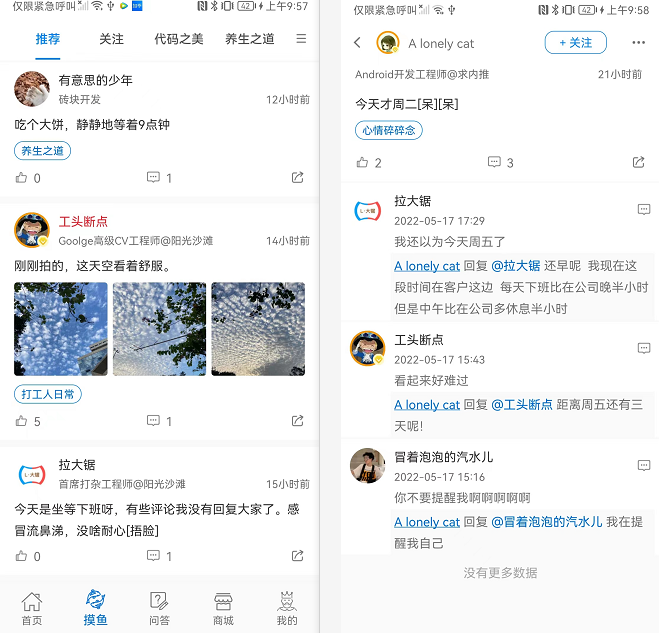 仅限紧急呼叫
42
上午9:57
推荐
关注
代码之美
养生之道
有意思的少年
砖块开发
12小时前
吃个大饼，静静地等着9点钟
养生之道
0
1
工头断点
Goolge高级CV工程师@阳光沙滩
14小时前
刚刚拍的，这天空看着舒服。
打工人日常
5
1
拉大锯
首席打杂工程师@阳光沙滩
15小时前
今天是坐等下班呀，有些评论我没有回复大家了。感
冒流鼻涕，没啥耐心[捂脸]
0
1
首页
摸鱼
问答
商城
我的
仅限紧急呼叫
42
上午9:58
A lonely cat
+ 关注
Android开发工程师@求内推
21小时前
今天才周二[呆][呆]
心情碎碎念
2
3
拉大锯
2022-05-17 17:29
我还以为今天周五了
A lonely cat 回复 @拉大锯 还早呢 我现在这
段时间在客户这边 每天下班比在公司晚半小时
但是中午比在公司多休息半小时
工头断点
2022-05-17 15:43
看起来好难过
A lonely cat 回复 @工头断点 距离周五还有三
天呢!
冒着泡泡的汽水儿
2022-05-17 15:16
你不要提醒我啊啊啊啊啊
A lonely cat 回复 @冒着泡泡的汽水儿 我在提
醒我自己
没有更多数据